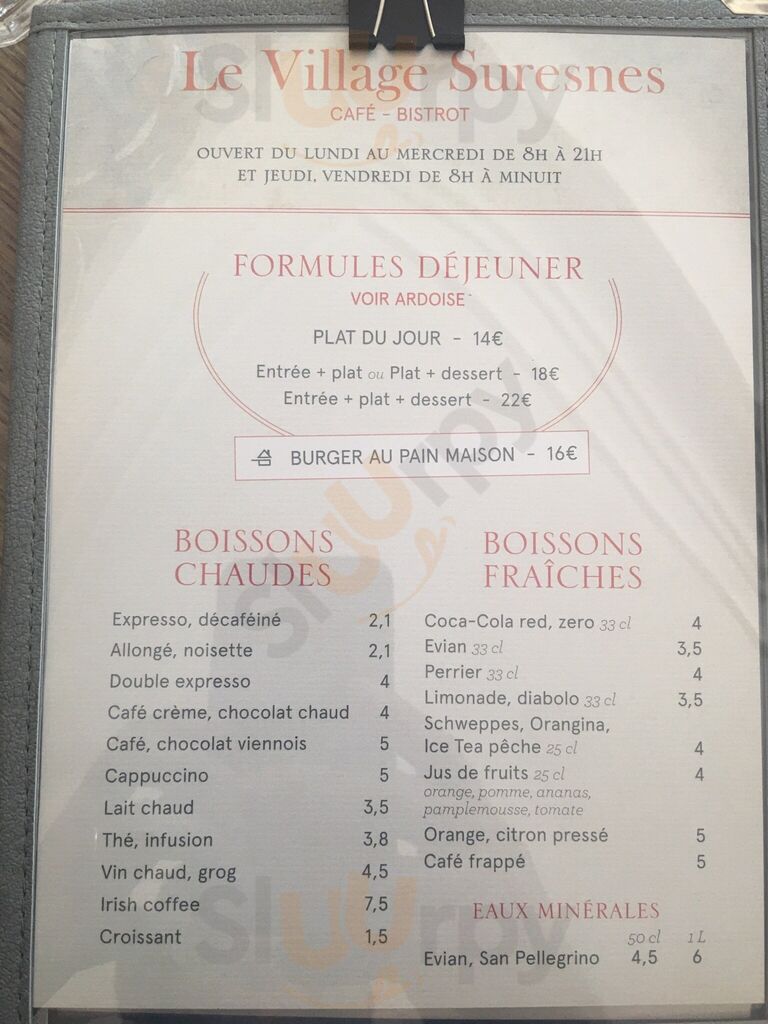 Le Village Suresnes
CAFÉ - BISTROT
OUVERT DU LUNDI AU MERCREDI DE 8H À 21H
ET JEUDI, VENDREDI DE 8H À MINUIT
FORMULES DÉJEUNER
VOIR ARDOISE
PLAT DU JOUR - 14€
Entrée + plat ou Plat + dessert - 18€
Entrée + plat + dessert - 22€
BURGER AU PAIN MAISON - 16€
BOISSONS
CHAUDES
Expresso, décaféiné 2,1
Allongé, noisette 2,1
Double expresso 4
Café crème, chocolat chaud 4
Café, chocolat viennois 5
Cappuccino 5
Lait chaud 3,5
Thé, infusion 3,8
Vin chaud, grog 4,5
Irish coffee 7,5
Croissant 1,5
BOISSONS
FRAÎCHES
Coca-Cola red, zero 33 cl 4
Evian 33 cl 3,5
Perrier 33 cl 4
Limonade, diabolo 33 cl 3,5
Schweppes, Orangina,
Ice Tea pêche 25 cl 4
Jus de fruits 25 cl 4
orange, pomme, ananas,
pamplemousse, tomate
Orange, citron pressé 5
Café frappé 5
EAUX MINÉRALES
50 cl 1 L
Evian, San Pellegrino 4,5 6
sluurpy
sluurpy
sluurpy